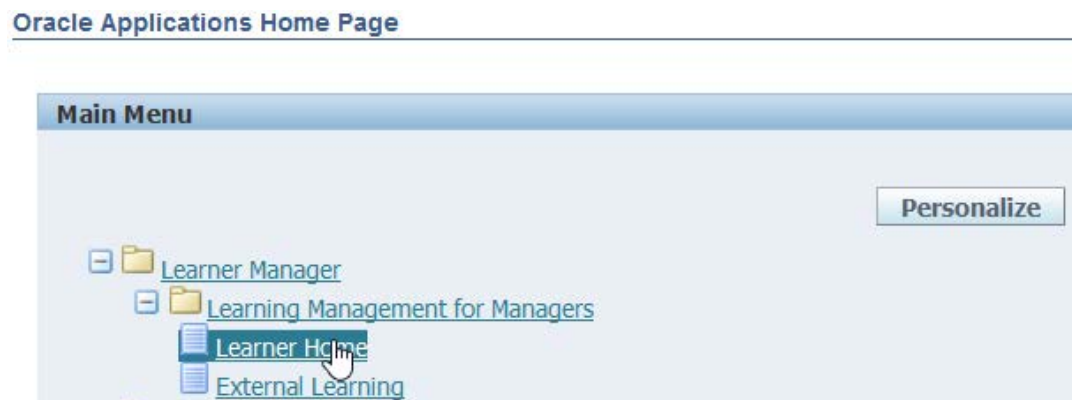 Oracle Applications Home Page
Main Menu
Personalize
Learner Manager
Learning Management for Managers
Learner Home
External Learning